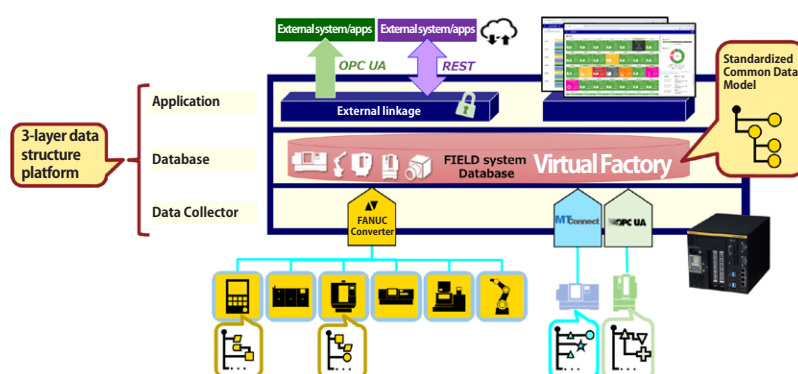 External system/apps
External system/apps
OPC UA
REST
Standardized
Common Data
Model
Application
External linkage
3-layer data
structure
platform
Database
FIELD system
Database
Virtual Factory
Data Collector
FANUC
Converter
MTConnect
OPC UA
. . .
. . .
. . .
. . .